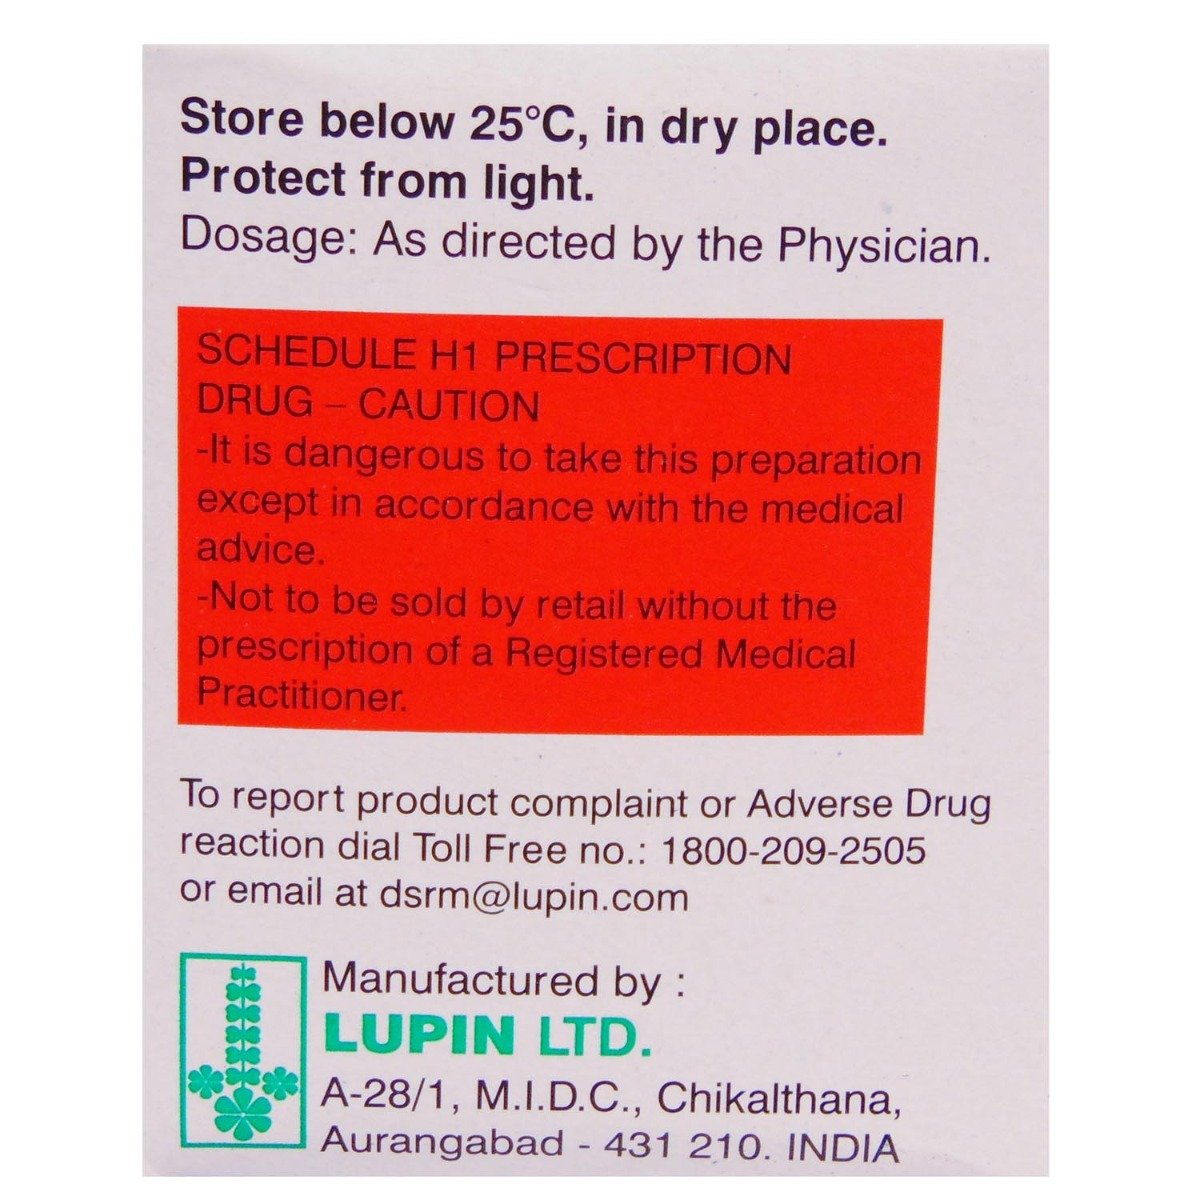 Store below 25°C, in dry place.
Protect from light.
Dosage: As directed by the Physician.
SCHEDULE H1 PRESCRIPTION
DRUG – CAUTION
-It is dangerous to take this preparation
except in accordance with the medical
advice.
-Not to be sold by retail without the
prescription of a Registered Medical
Practitioner.
To report product complaint or Adverse Drug
reaction dial Toll Free no.: 1800-209-2505
or email at dsrm@lupin.com
Manufactured by :
LUPIN LTD.
A-28/1, M.I.D.C., Chikalthana,
Aurangabad - 431 210. INDIA